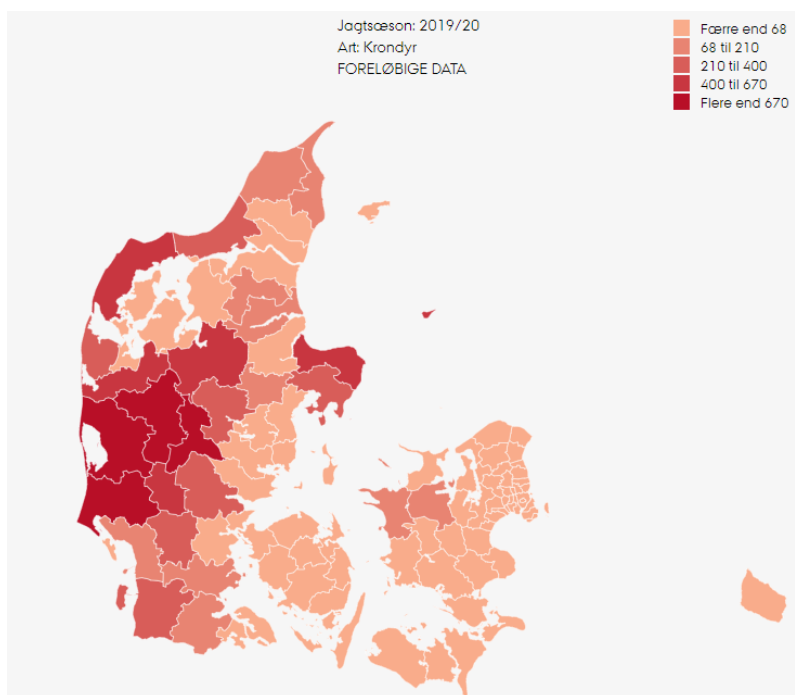 Jagtsæson: 2019/20
Art: Krondyr
FORELØBIGE DATA
Færre end 68
68 til 210
210 til 400
400 til 670
Flere end 670